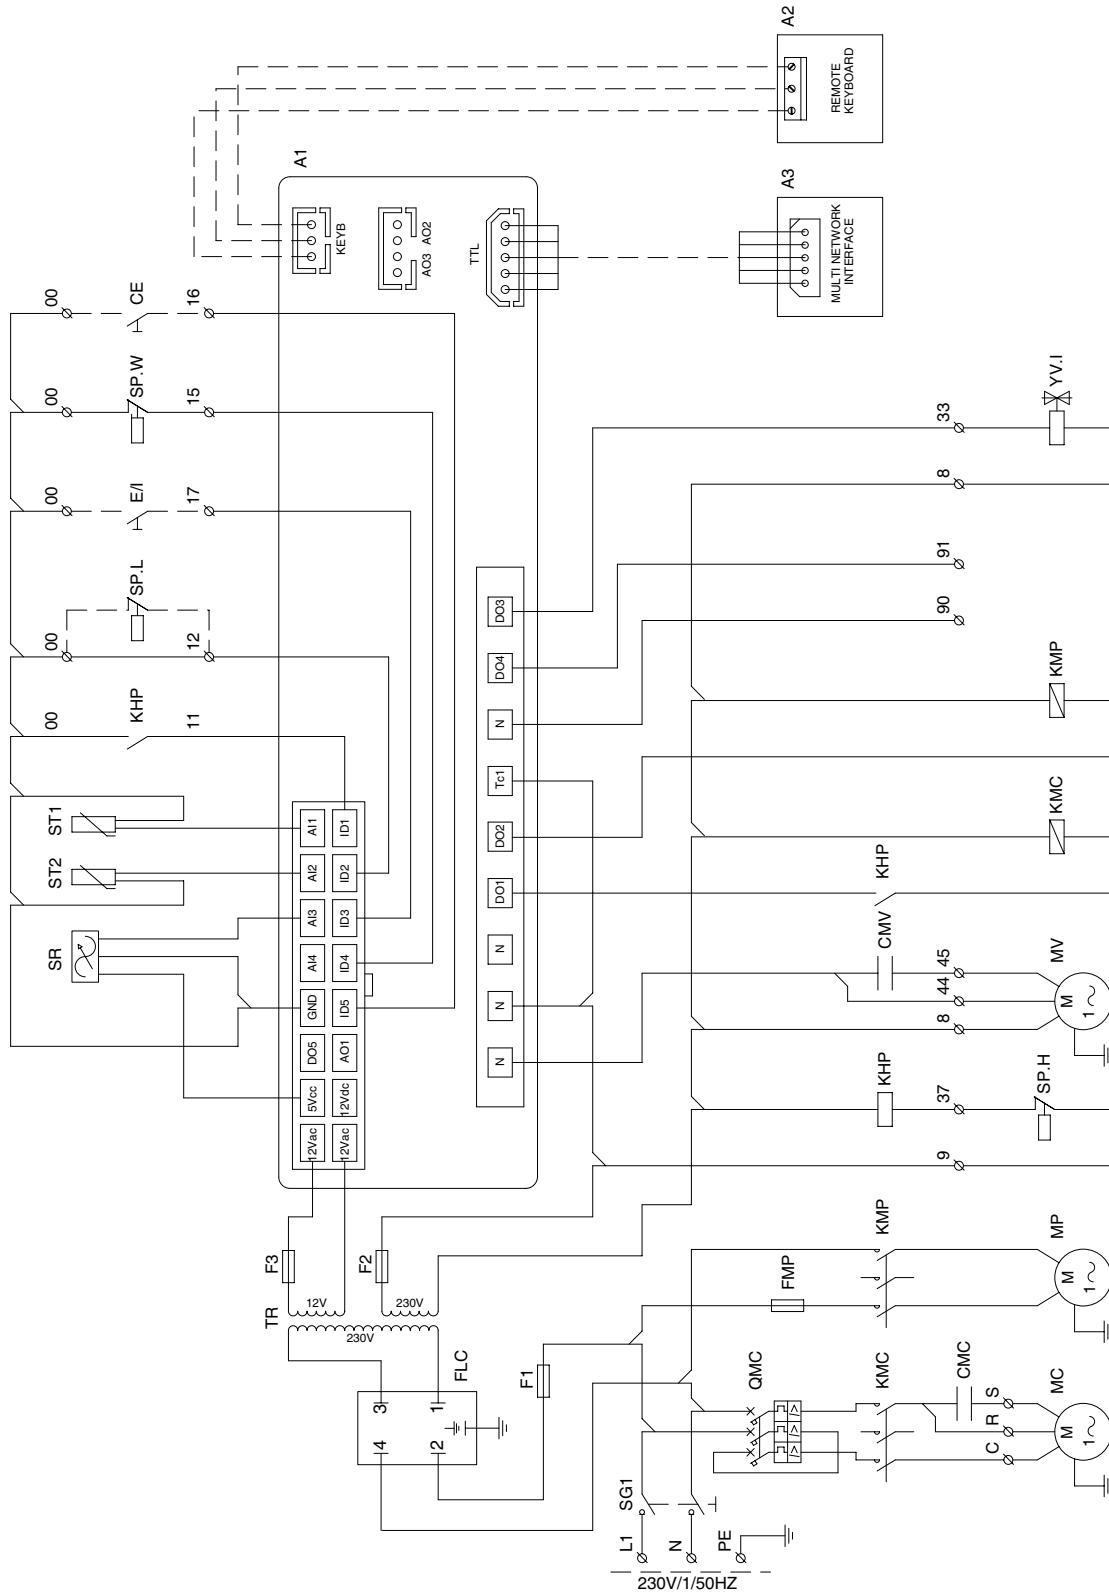 A2
REMOTE
KEYBOARD
A3
MULTI NETWORK
INTERFACE
A1
KEYB
AO3 AO2
TTL
00
CE
16
00
SP.W
15
00
E/I
17
00
SP.L
12
00
KHP
11
ST1
ST2
SR
AI1
ID1
AI2
ID2
AI3
ID3
AI4
ID4
GND
ID5
DO5
AO1
5Vcc
12Vdc
12Vac
12Vac
DO3
DO4
N
Tc1
DO2
DO1
N
N
N
33
YV.I
8
91
90
KMP
KMC
KHP
CMV
45
44
8
MV
M
1
KHP
37
SP.H
9
F3
F2
TR
12V
230V
230V
FLC
3
1
4
2
F1
FMP
KMP
MP
M
1
QMC
KMC
CMC
S
R
C
MC
M
1
SG1
L1
N
PE
230V/1/50HZ